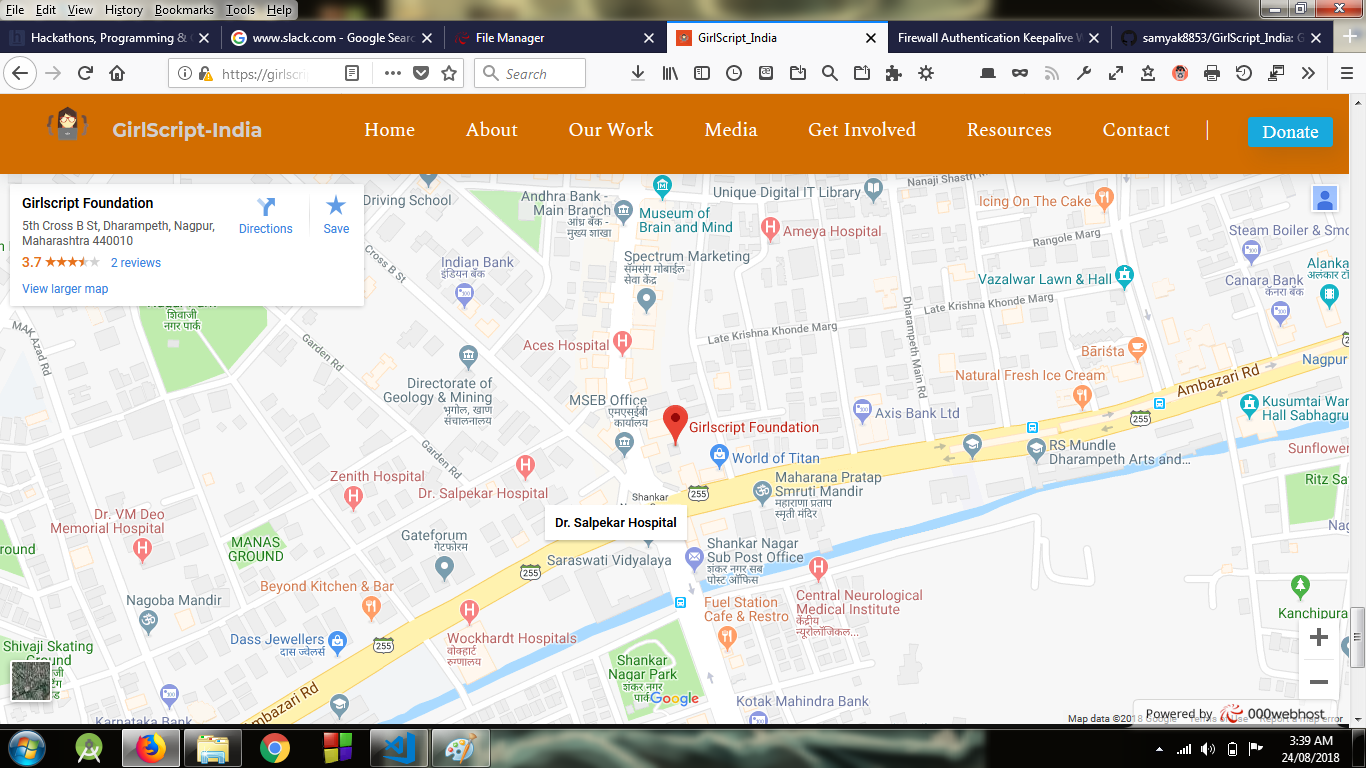 File Edit View History Bookmarks Tools Help
Hackathons, Programming &
www.slack.com - Google Sear
File Manager
GirlScript_India
Firewall Authentication Keepalive
samyak8853/GirlScript_India: G
https://girlscri
Search
GirlScript-India
Home
About
Our Work
Media
Get Involved
Resources
Contact
Donate
Girlscript Foundation
5th Cross B St, Dharampeth, Nagpur,
Maharashtra 440010
3.7
2 reviews
View larger map
Directions
Save
Driving School
Andhra Bank -
Main Branch
आंध्र बँक -
मुख्य शाखा
Museum of
Brain and Mind
Unique Digital IT Library
Nanaji Shastri
Icing On The Cake
Ameya Hospital
Rangole Marg
Steam Boiler & Smo
Cross B St
Indian Bank
इंडियन बँक
Spectrum Marketing
सॅमसंग मोबाईल
सेवा केंद्र
Vazalwar Lawn & Hall
Alanka
अलंकार टॉ
Canara Bank
कॅनरा बँक
शिवाजी
नगर पार्क
MAK Azad Rd
Garden Rd
Late Krishna Khonde Marg
Late Krishna Khonde Marg
Dharampeth Main Rd
Aces Hospital
Bāriśta
Nagpur
Directorate of
Geology & Mining
भूगोल, खाण
संचालनालय
MSEB Office
एमएसईबी
कार्यालय
Natural Fresh Ice Cream
Ambazari Rd
Axis Bank Ltd
255
Kusumtai Wan
Hall Sabhagru
Girlscript Foundation
Garden Rd
World of Titan
RS Mundle
Dharampeth Arts and...
Sunflower
Zenith Hospital
Dr. Salpekar Hospital
Maharana Pratap
Smruti Mandir
महाराणा प्रताप
स्मृती मंदिर
Ritz Sa
Shankar
255
Dr. VM Deo
Memorial Hospital
Dr. Salpekar Hospital
round
MANAS
GROUND
Gateforum
गेटफोरम
Saraswati Vidyalaya
Shankar Nagar
Sub Post Office
शंकर नगर सब
पोस्ट ऑफिस
255
Beyond Kitchen & Bar
Central Neurological
Medical Institute
केंद्रीय
न्यूरोलॉजिकल...
Nagoba Mandir
Fuel Station
Cafe & Restro
Kanchipura
Dass Jewellers
दास ज्वेलर्स
255
Wockhardt Hospitals
वोक्हार्ट
रुग्णालय
Shivaji Skating
Ground
Shankar
Nagar Park
शंकर नगर
पार्क
Google
Kotak Mahindra Bank
Karnataka Bank
mbazari Rd
Map data ©2018 Google
Terms of Use
Report a map error
Powered by 000webhost
3:39 AM
24/08/2018